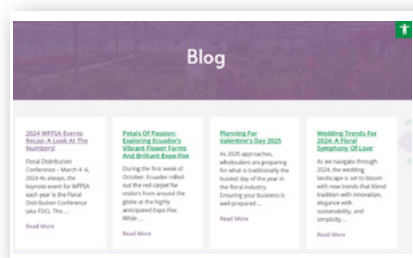 Blog
2024 WFFSA Events
Recap: A Look At The
Numbers!
Floral Distribution
Conference – March 4-6,
2024 As always, the
keynote event for WFFSA
each year is the Floral
Distribution Conference
(aka FDC). This ...
Read More
Petals Of Passion:
Exploring Ecuador's
Vibrant Flower Farms
And Brilliant Expo Flor
During the first week of
October, Ecuador rolled
out the red carpet for
visitors from around the
globe at the highly
anticipated Expo Flor.
While ...
Read More
Planning For
Valentine's Day 2025
As 2025 approaches,
wholesalers are preparing
for what is traditionally the
busiest day of the year in
the floral industry.
Ensuring your business is
well-prepared ...
Read More
Wedding Trends For
2024: A Floral
Symphony Of Love
As we navigate through
2024, the wedding
landscape is set to bloom
with new trends that blend
tradition with innovation,
elegance with
sustainability, and
simplicity ...
Read More